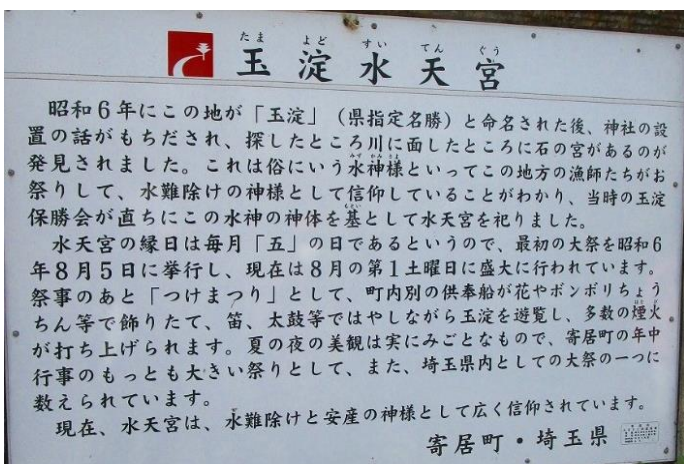 たま よど すい てん ぐう
玉淀水天宮
昭和6年にこの地が「玉淀」（県指定名勝）と命名された後、神社の設
置の話がもちだされ、探したところ川に面したところに石の宮があるのが
発見されました。これは俗にいう水神様といってこの地方の漁師たちがお
祭りして、水難除けの神様として信仰していることがわかり、当時の玉淀
保勝会が直ちにこの水神の神体を基として水天宮を祀りました。
水天宮の縁日は毎月「五」の日であるというので、最初の大祭を昭和6
年8月5日に挙行し、現在は8月の第1土曜日に盛大に行われています。
祭事のあと「つけまつり」として、町内別の供奉船が花やボンボリちょう
ちん等で飾りたて、笛、太鼓等ではやしながら玉淀を遊覧し、多数の煙火
が打ち上げられます。夏の夜の美観は実にみごとなもので、寄居町の年中
行事のもっとも大きい祭りとして、また、埼玉県内としての大祭の一つに
数えられています。
現在、水天宮は、水難除けと安産の神様として広く信仰されています。
寄居町・埼玉県